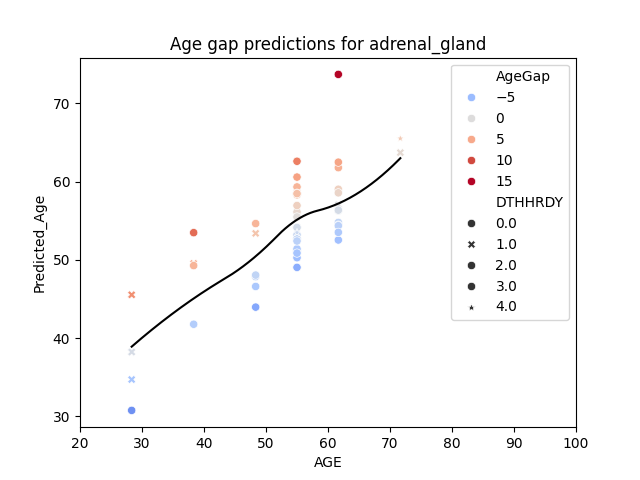 Age gap predictions for adrenal_gland
Predicted_Age
70
60
50
40
30
20 30 40 50 60 70 80 90 100
AGE
AgeGap
−5
0
5
10
15
DTHHRDY
0.0
1.0
2.0
3.0
4.0